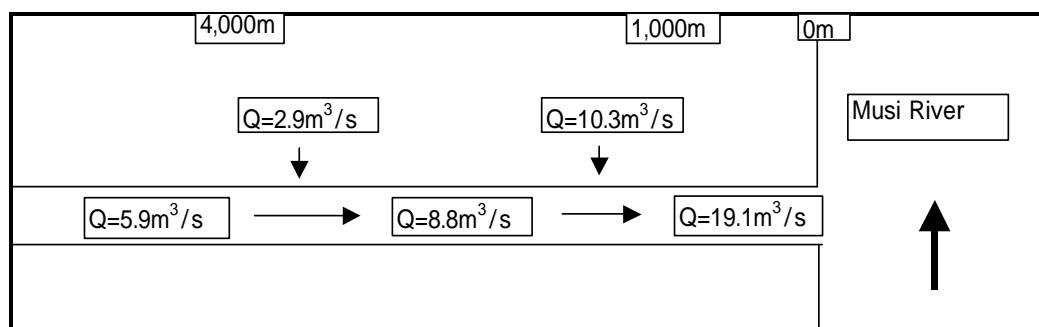 4,000m
1,000m
0m
Q=2.9m³/s
Q=10.3m³/s
Musi River
Q=5.9m³/s
Q=8.8m³/s
Q=19.1m³/s